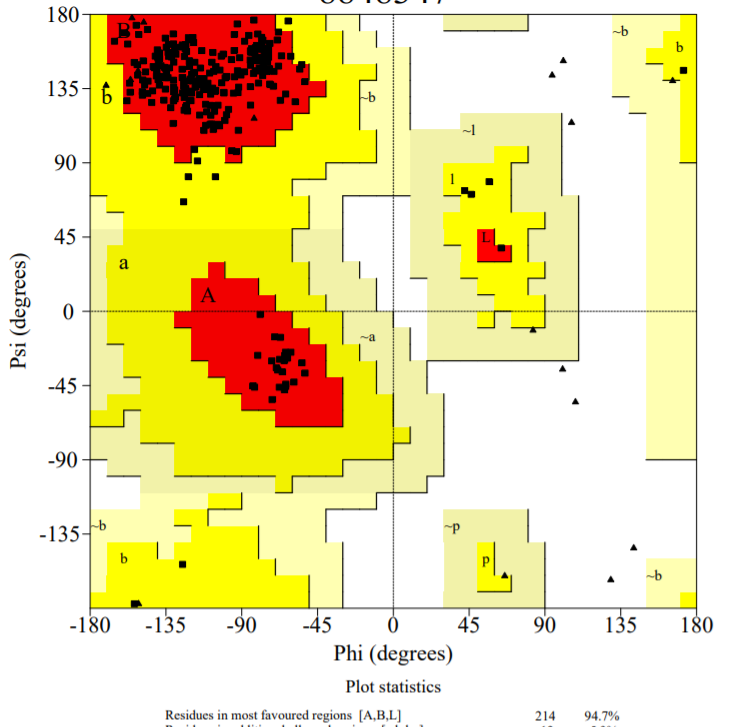 180
B
~b
b
135
b
~b
~l
90
l
45
L
a
A
0
~a
Psi (degrees)
-45
-90
-135
~b
~p
b
p
~b
-180 -135 -90 -45 0 45 90 135 180
Phi (degrees)
Plot statistics
Residues in most favoured regions [A,B,L] 214 94.7%